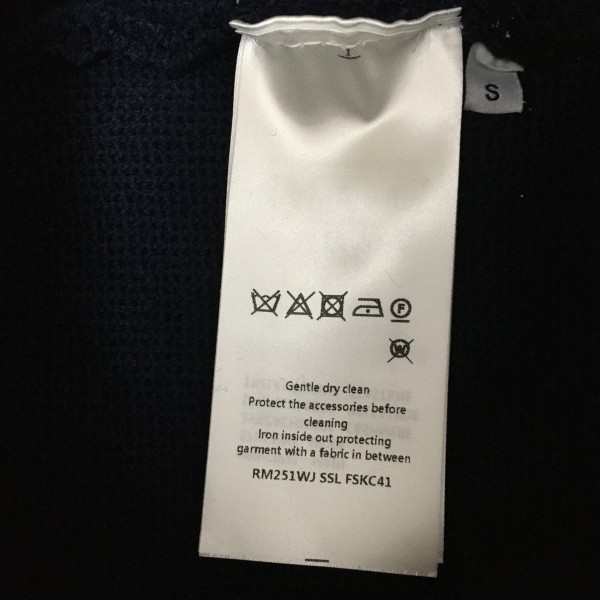 S
F
W
Gentle dry clean
Protect the accessories before
cleaning
Iron inside out protecting
garment with a fabric in between
RM251WJ SSL FSKC41